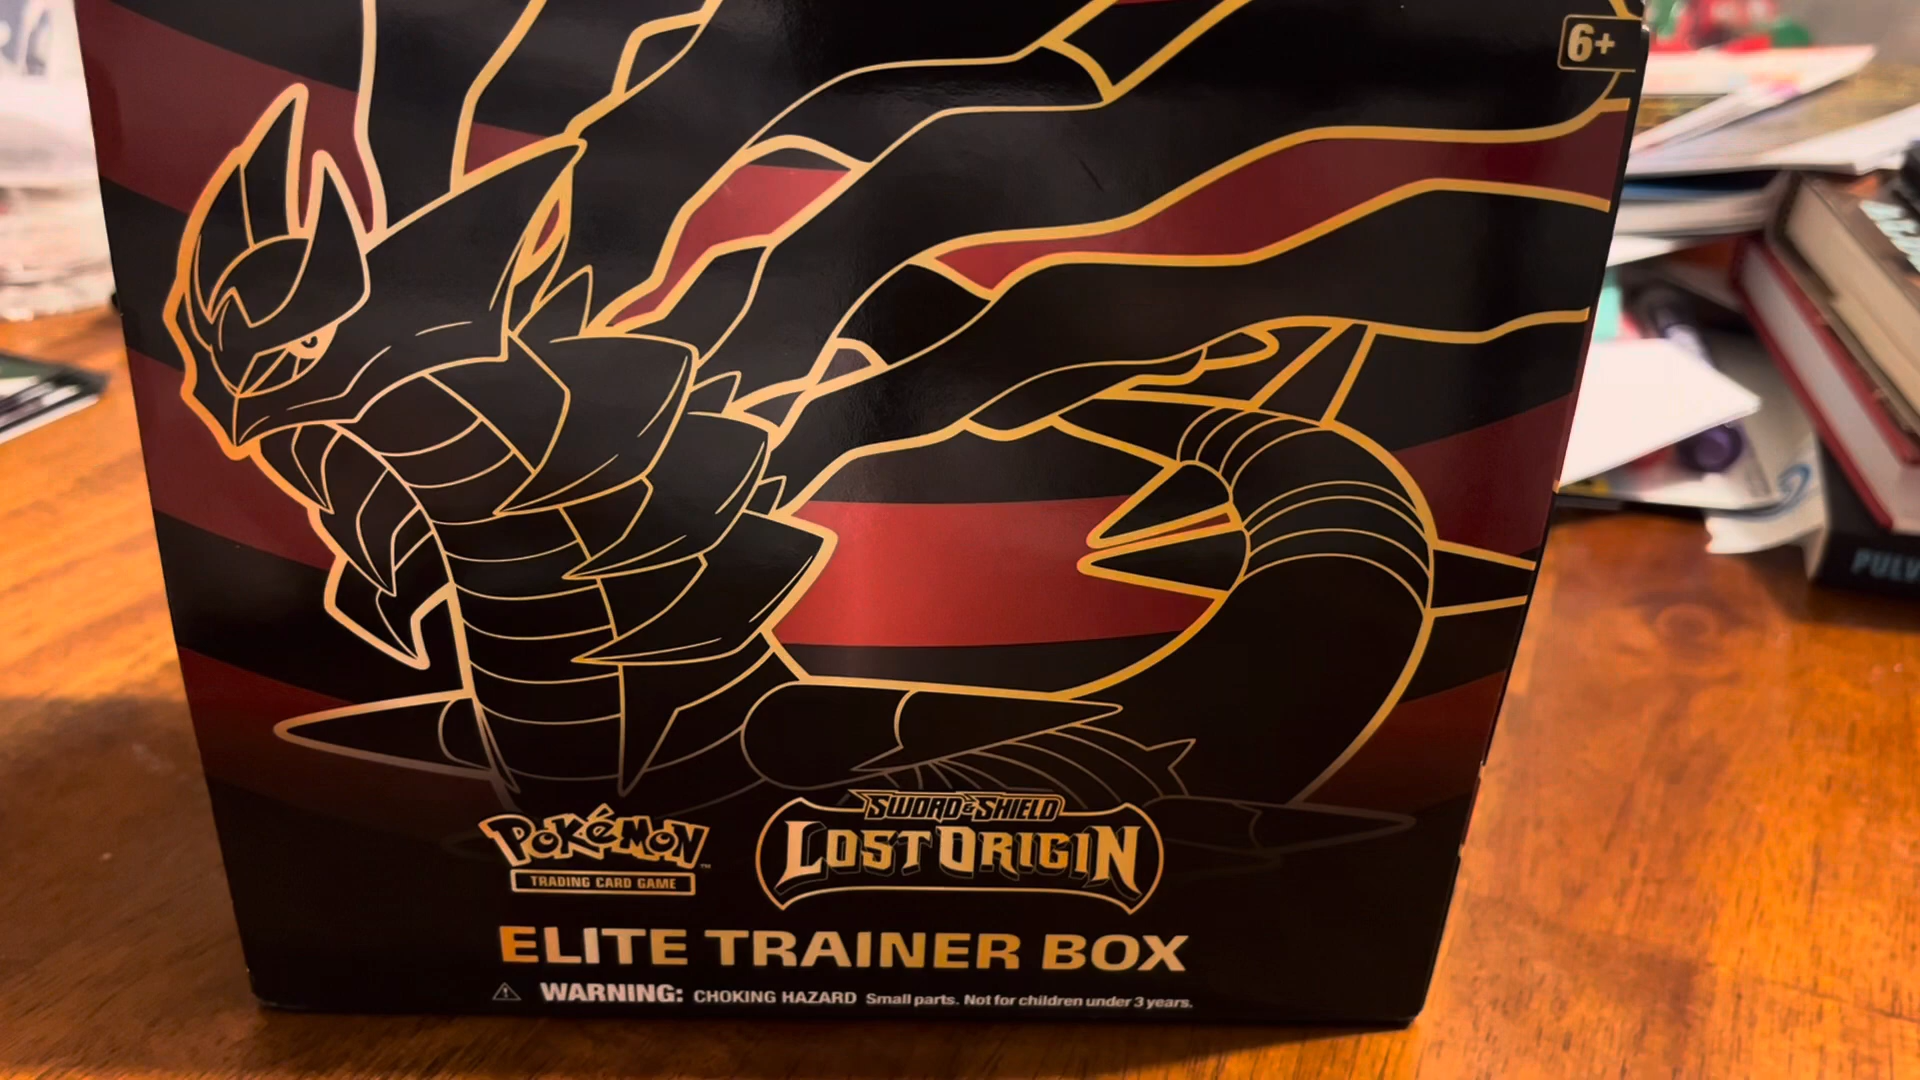 6+
SWORD & SHIELD
POKéMON™
LOST ORIGIN
TRADING CARD GAME
ELITE TRAINER BOX
WARNING: CHOKING HAZARD Small parts. Not for children under 3 years.